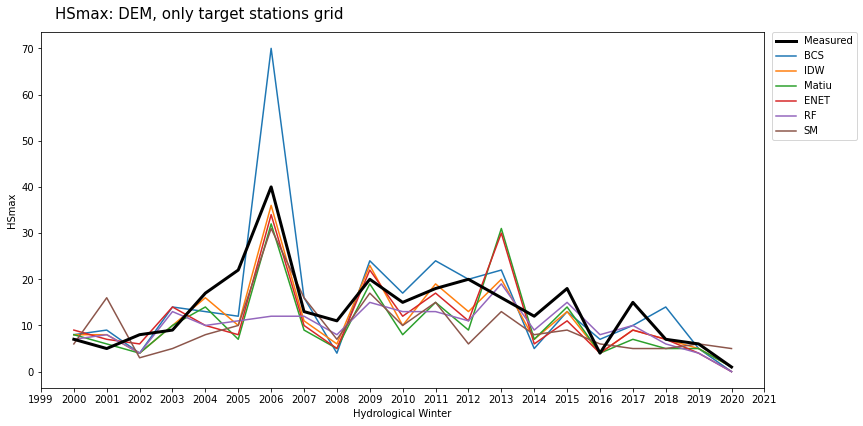 HSmax: DEM, only target stations grid
Measured
BCS
IDW
Matiu
ENET
RF
SM
70
60
50
40
30
20
10
0
HSmax
1999 2000 2001 2002 2003 2004 2005 2006 2007 2008 2009 2010 2011 2012 2013 2014 2015 2016 2017 2018 2019 2020 2021
Hydrological Winter